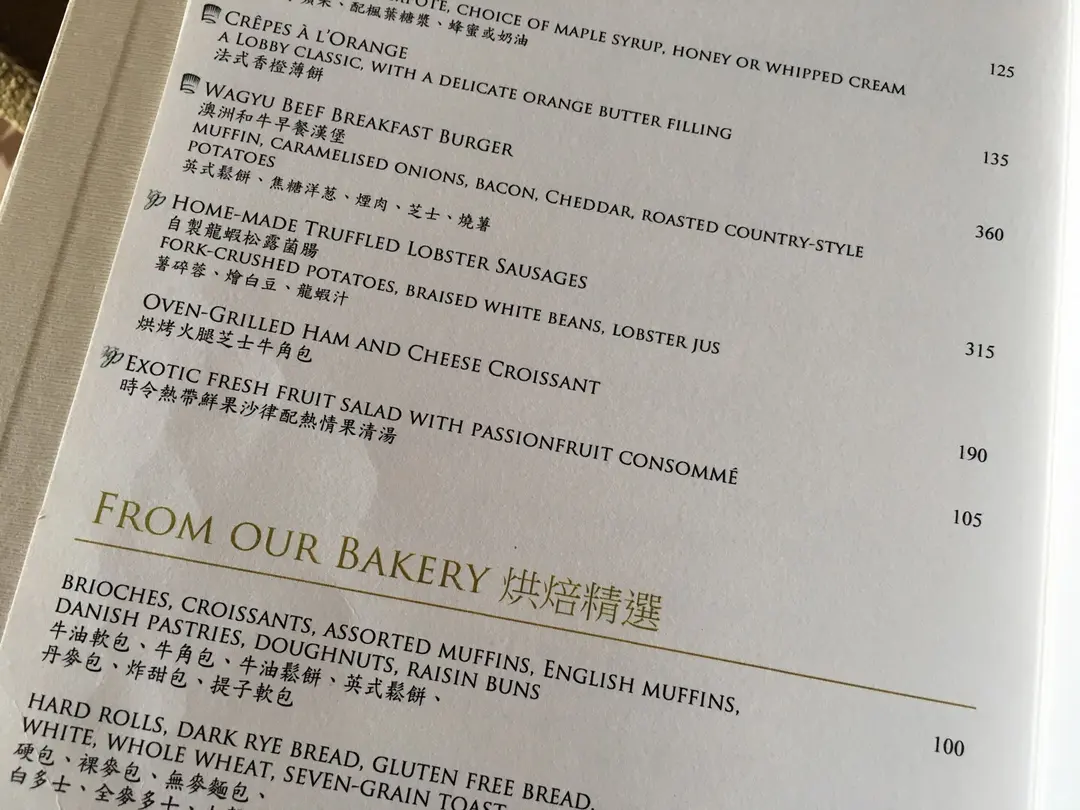 CHOICE OF MAPLE SYRUP, HONEY OR WHIPPED CREAM 125
配楓葉糖漿、蜂蜜或奶油
CRÊPES À L'ORANGE
A LOBBY CLASSIC, WITH A DELICATE ORANGE BUTTER FILLING 135
法式香橙薄餅
WAGYU BEEF BREAKFAST BURGER
澳洲和牛早餐漢堡
MUFFIN, CARAMELISED ONIONS, BACON, CHEDDAR, ROASTED COUNTRY-STYLE 360
POTATOES
英式鬆餅、焦糖洋葱、煙肉、芝士、燒薯
HOME-MADE TRUFFLED LOBSTER SAUSAGES
自製龍蝦松露菌腸
FORK-CRUSHED POTATOES, BRAISED WHITE BEANS, LOBSTER JUS 315
薯碎蓉、燴白豆、龍蝦汁
OVEN-GRILLED HAM AND CHEESE CROISSANT 190
烘烤火腿芝士牛角包
EXOTIC FRESH FRUIT SALAD WITH PASSIONFRUIT CONSOMMÉ 105
時令熱帶鮮果沙律配熱情果清湯
FROM OUR BAKERY 烘焙精選
BRIOCHES, CROISSANTS, ASSORTED MUFFINS, ENGLISH MUFFINS, 100
DANISH PASTRIES, DOUGHNUTS, RAISIN BUNS
牛油軟包、牛角包、牛油鬆餅、英式鬆餅、
丹麥包、炸甜包、提子軟包
HARD ROLLS, DARK RYE BREAD, GLUTEN FREE BREAD,
WHITE, WHOLE WHEAT, SEVEN-GRAIN TOAST
硬包、裸麥包、無麥麵包、
白多士、全麥多士、